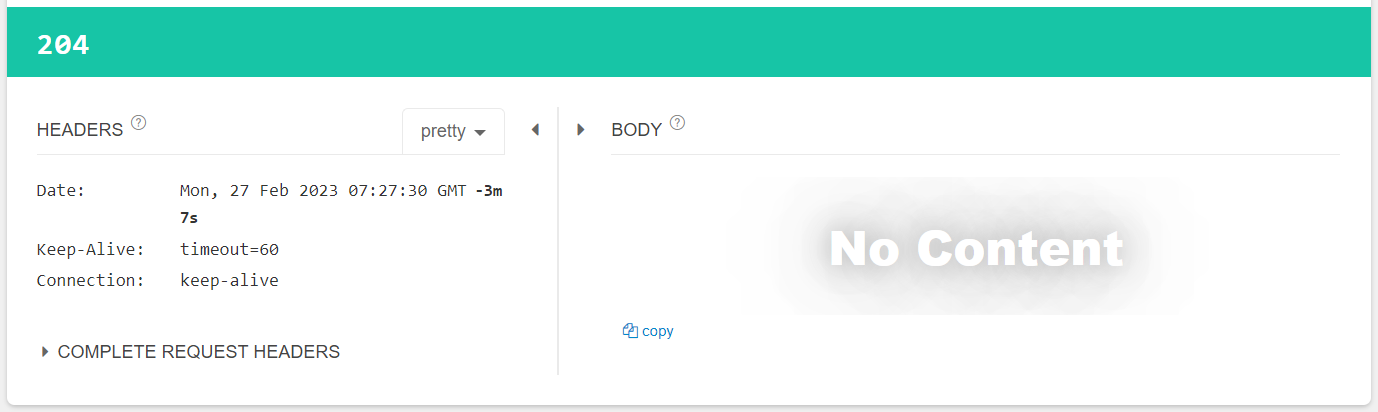 204
HEADERS ?
pretty
Date: Mon, 27 Feb 2023 07:27:30 GMT -3m
7s
Keep-Alive: timeout=60
Connection: keep-alive
COMPLETE REQUEST HEADERS
BODY ?
No Content
copy